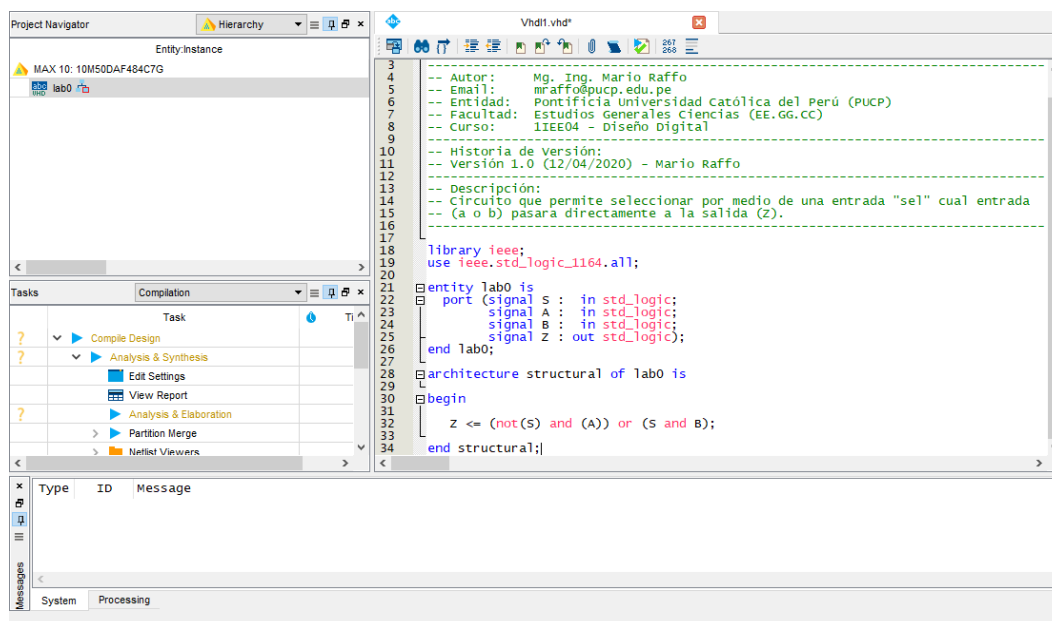 Project Navigator
Hierarchy
Entity:Instance
MAX 10: 10M50DAF484C7G
abc
VHD
lab0
Tasks
Compilation
Task
Ti
? Compile Design
? Analysis & Synthesis
Edit Settings
View Report
? Analysis & Elaboration
Partition Merge
Netlist Viewers
abc
Vhdl1.vhd*
267
268
3 --------------------------------------------------------------------------------
4 -- Autor: Mg. Ing. Mario Raffo
5 -- Email: mraffo@pucp.edu.pe
6 -- Entidad: Pontificia Universidad Católica del Perú (PUCP)
7 -- Facultad: Estudios Generales Ciencias (EE.GG.CC)
8 -- Curso: 1IEE04 - Diseño Digital
9 --------------------------------------------------------------------------------
10 -- Historia de Versión:
11 -- Versión 1.0 (12/04/2020) - Mario Raffo
12 --------------------------------------------------------------------------------
13 -- Descripción:
14 -- Circuito que permite seleccionar por medio de una entrada "sel" cual entrada
15 -- (a o b) pasara directamente a la salida (Z).
16 --------------------------------------------------------------------------------
17
18 library ieee;
19 use ieee.std_logic_1164.all;
20
21 entity lab0 is
22 port (signal S : in std_logic;
23 signal A : in std_logic;
24 signal B : in std_logic;
25 signal Z : out std_logic);
26 end lab0;
27
28 architecture structural of lab0 is
29
30 begin
31
32 Z <= (not(S) and (A)) or (S and B);
33
34 end structural;
Messages
Type ID Message
System Processing